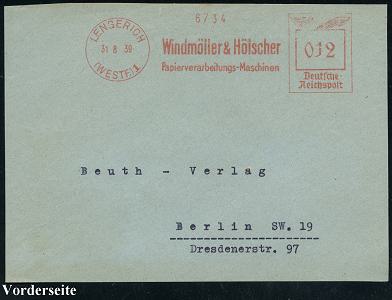 6/34
LENGERICH
31 8 39
(WESTF)1
Windmöller & Hölscher
Papierverarbeitungs-Maschinen
012
Deutsche
Reichspost
Beuth - Verlag
Berlin SW. 19
Dresdenerstr. 97
Vorderseite